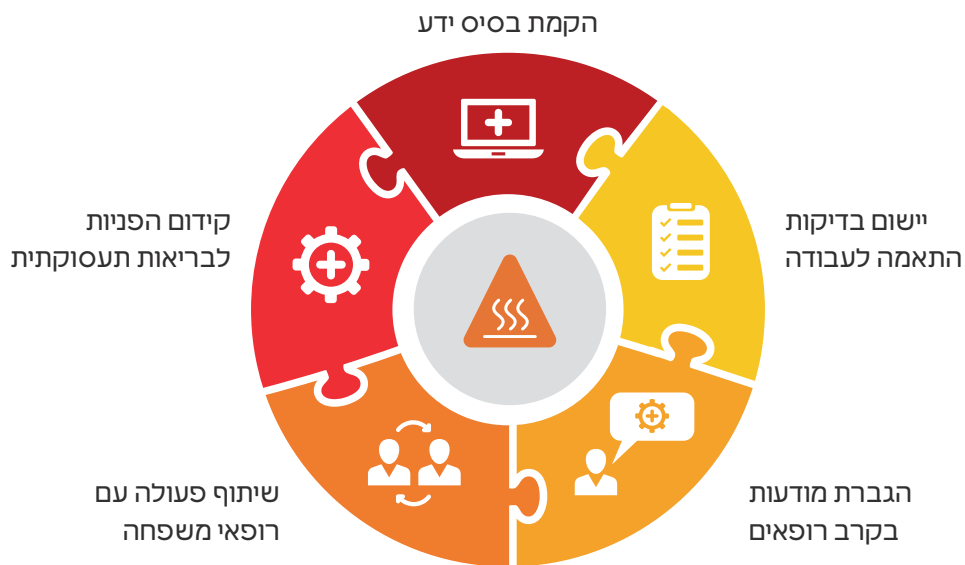 הקמת בסיס ידע
יישום בדיקות
התאמה לעבודה
הגברת מודעות
בקרב רופאים
שיתוף פעולה עם
רופאי משפחה
קידום הפניות
לבריאות תעסוקתית